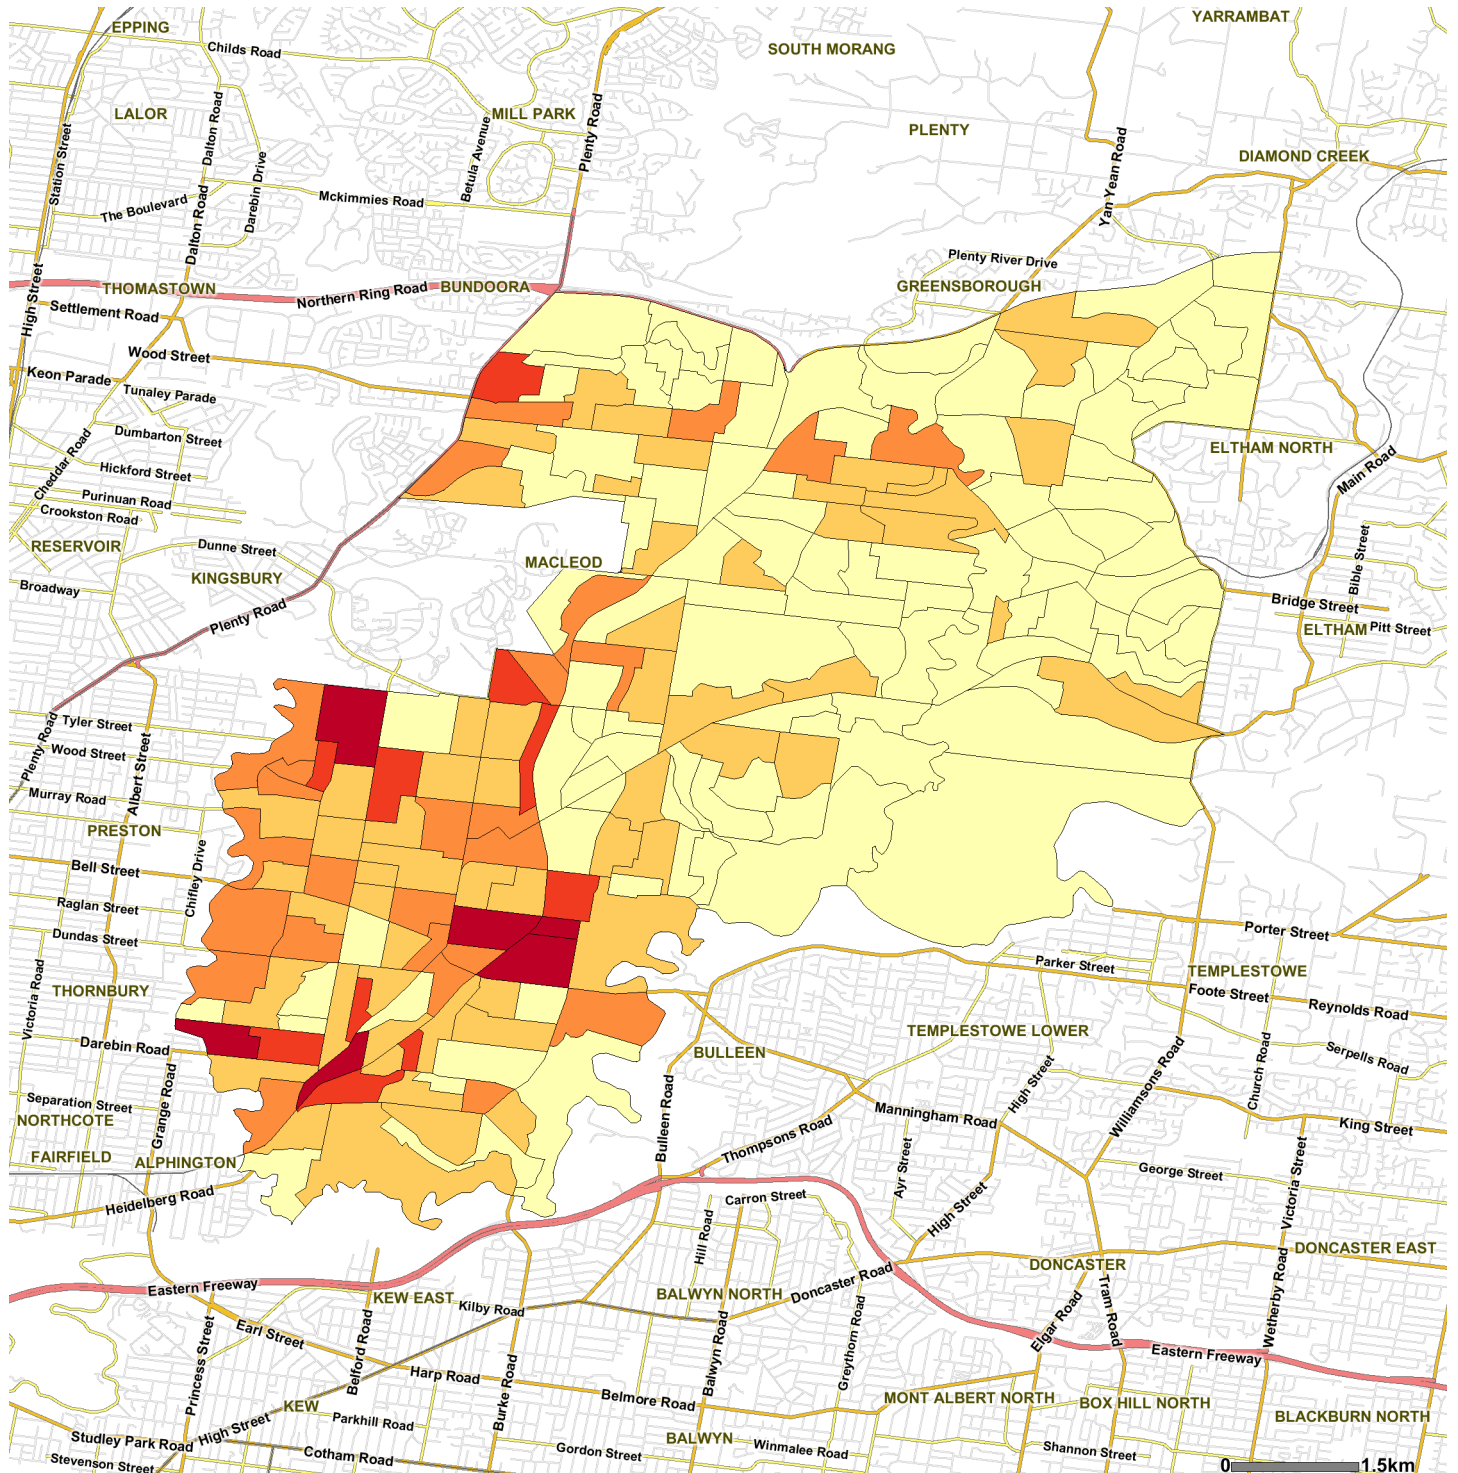 YARRAMBAT
EPPING
Childs Road
SOUTH MORANG
LALOR
MILL PARK
PLENTY
DIAMOND CREEK
Station Street
Dalton Road
Darebin Drive
Betula Avenue
Plenty Road
Yan Yean Road
The Boulevard
Dalton Road
Mckimmies Road
Plenty River Drive
GREENSBOROUGH
THOMASTOWN
Northern Ring Road
BUNDOORA
High Street
Settlement Road
Wood Street
Keon Parade
Tunaley Parade
Dumbarton Street
Cheddar Road
Hickford Street
Purinuan Road
Crookston Road
ELTHAM NORTH
Main Road
RESERVOIR
Dunne Street
MACLEOD
KINGSBURY
Broadway
Plenty Road
Bible Street
Bridge Street
ELTHAM
Pitt Street
Tyler Street
Wood Street
Plenty Road
Albert Street
Murray Road
PRESTON
Bell Street
Chifley Drive
Raglan Street
Dundas Street
Victoria Road
THORNBURY
Darebin Road
Grange Road
Separation Street
NORTHCOTE
FAIRFIELD
ALPHINGTON
Heidelberg Road
Porter Street
Parker Street
TEMPLESTOWE
Foote Street
Reynolds Road
TEMPLESTOWE LOWER
BULLEEN
High Street
Williamsons Road
Church Road
Serpells Road
Bulleen Road
Manningham Road
King Street
Thompsons Road
Ayr Street
George Street
Victoria Street
Carron Street
High Street
Hill Road
DONCASTER EAST
DONCASTER
Eastern Freeway
KEW EAST
Kilby Road
BALWYN NORTH
Doncaster Road
Tram Road
Wetherby Road
Elgar Road
Earl Street
Princess Street
Belford Road
Balwyn Road
Greythorn Road
Eastern Freeway
Harp Road
Burke Road
Belmore Road
MONT ALBERT NORTH
BOX HILL NORTH
BLACKBURN NORTH
KEW
High Street
Parkhill Road
Studley Park Road
Stevenson Street
Cotham Road
Gordon Street
BALWYN
Winmalee Road
Shannon Street
0
1.5km